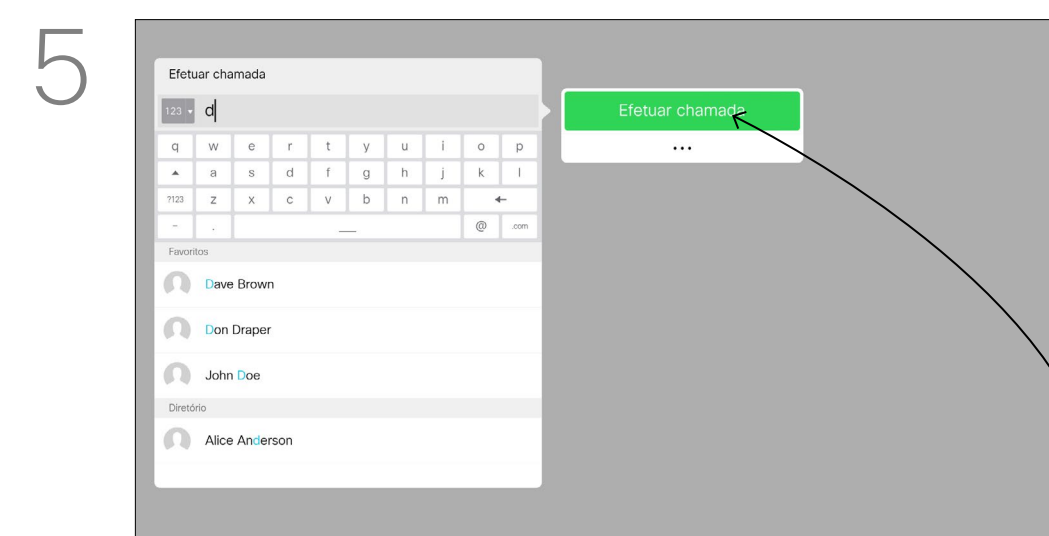 5
Efetuar chamada
123 d
Efetuar chamada
...
q w e r t y u i o p
a s d f g h j k l
?123 z x c v b n m
- . @ .com
Favoritos
Dave Brown
Don Draper
John Doe
Diretório
Alice Anderson